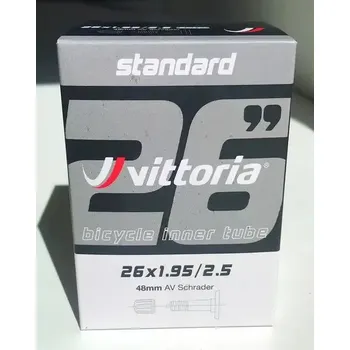 standard
26”
vittoria®
bicycle inner tube
26x1.95/2.5
48mm AV Schrader